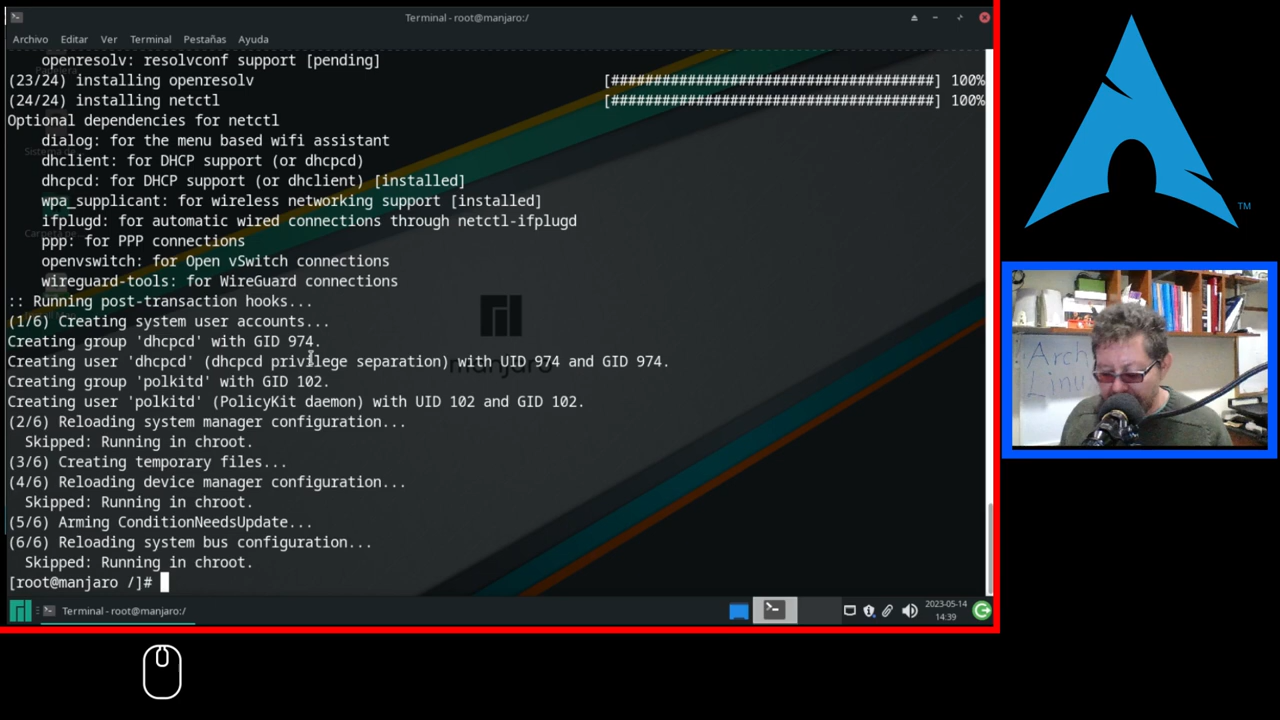 Terminal - root@manjaro:/
Archivo Editar Ver Terminal Pestañas Ayuda
openresolv: resolvconf support [pending]
(23/24) installing openresolv [######################################] 100%
(24/24) installing netctl [######################################] 100%
Optional dependencies for netctl
dialog: for the menu based wifi assistant
dhclient: for DHCP support (or dhcpcd)
dhcpcd: for DHCP support (or dhclient) [installed]
wpa_supplicant: for wireless networking support [installed]
ifplugd: for automatic wired connections through netctl-ifplugd
ppp: for PPP connections
openvswitch: for Open vSwitch connections
wireguard-tools: for WireGuard connections
:: Running post-transaction hooks...
(1/6) Creating system user accounts...
Creating group 'dhcpcd' with GID 974.
Creating user 'dhcpcd' (dhcpcd privilege separation) with UID 974 and GID 974.
Creating group 'polkitd' with GID 102.
Creating user 'polkitd' (PolicyKit daemon) with UID 102 and GID 102.
(2/6) Reloading system manager configuration...
Skipped: Running in chroot.
(3/6) Creating temporary files...
(4/6) Reloading device manager configuration...
Skipped: Running in chroot.
(5/6) Arming ConditionNeedsUpdate...
(6/6) Reloading system bus configuration...
Skipped: Running in chroot.
[root@manjaro /]#
manjaro
Terminal - root@manjaro:/
2023-05-14
14:39
TM
Arch
Linux